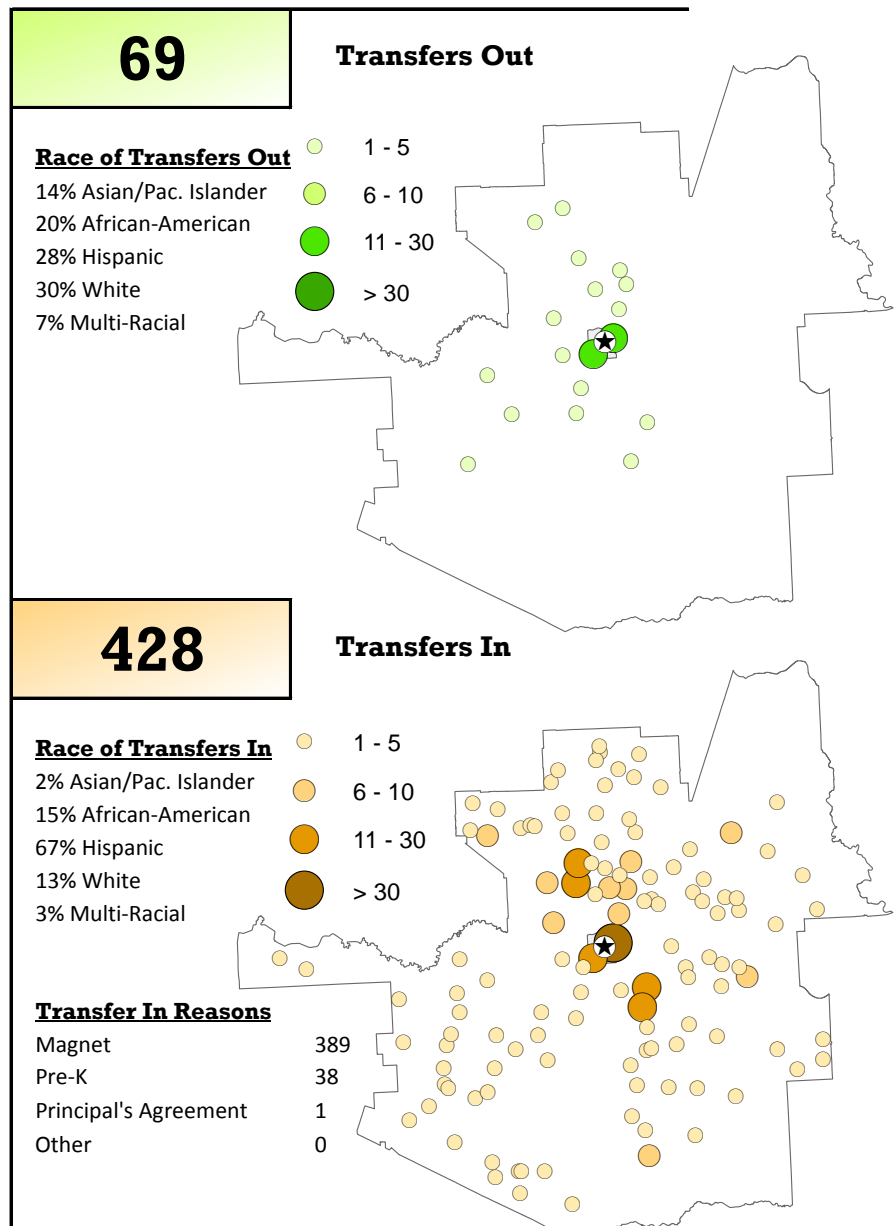 69
Transfers Out
Race of Transfers Out
14% Asian/Pac. Islander
20% African-American
28% Hispanic
30% White
7% Multi-Racial
1 - 5
6 - 10
11 - 30
> 30
428
Transfers In
Race of Transfers In
2% Asian/Pac. Islander
15% African-American
67% Hispanic
13% White
3% Multi-Racial
1 - 5
6 - 10
11 - 30
> 30
Transfer In Reasons
Magnet 389
Pre-K 38
Principal's Agreement 1
Other 0